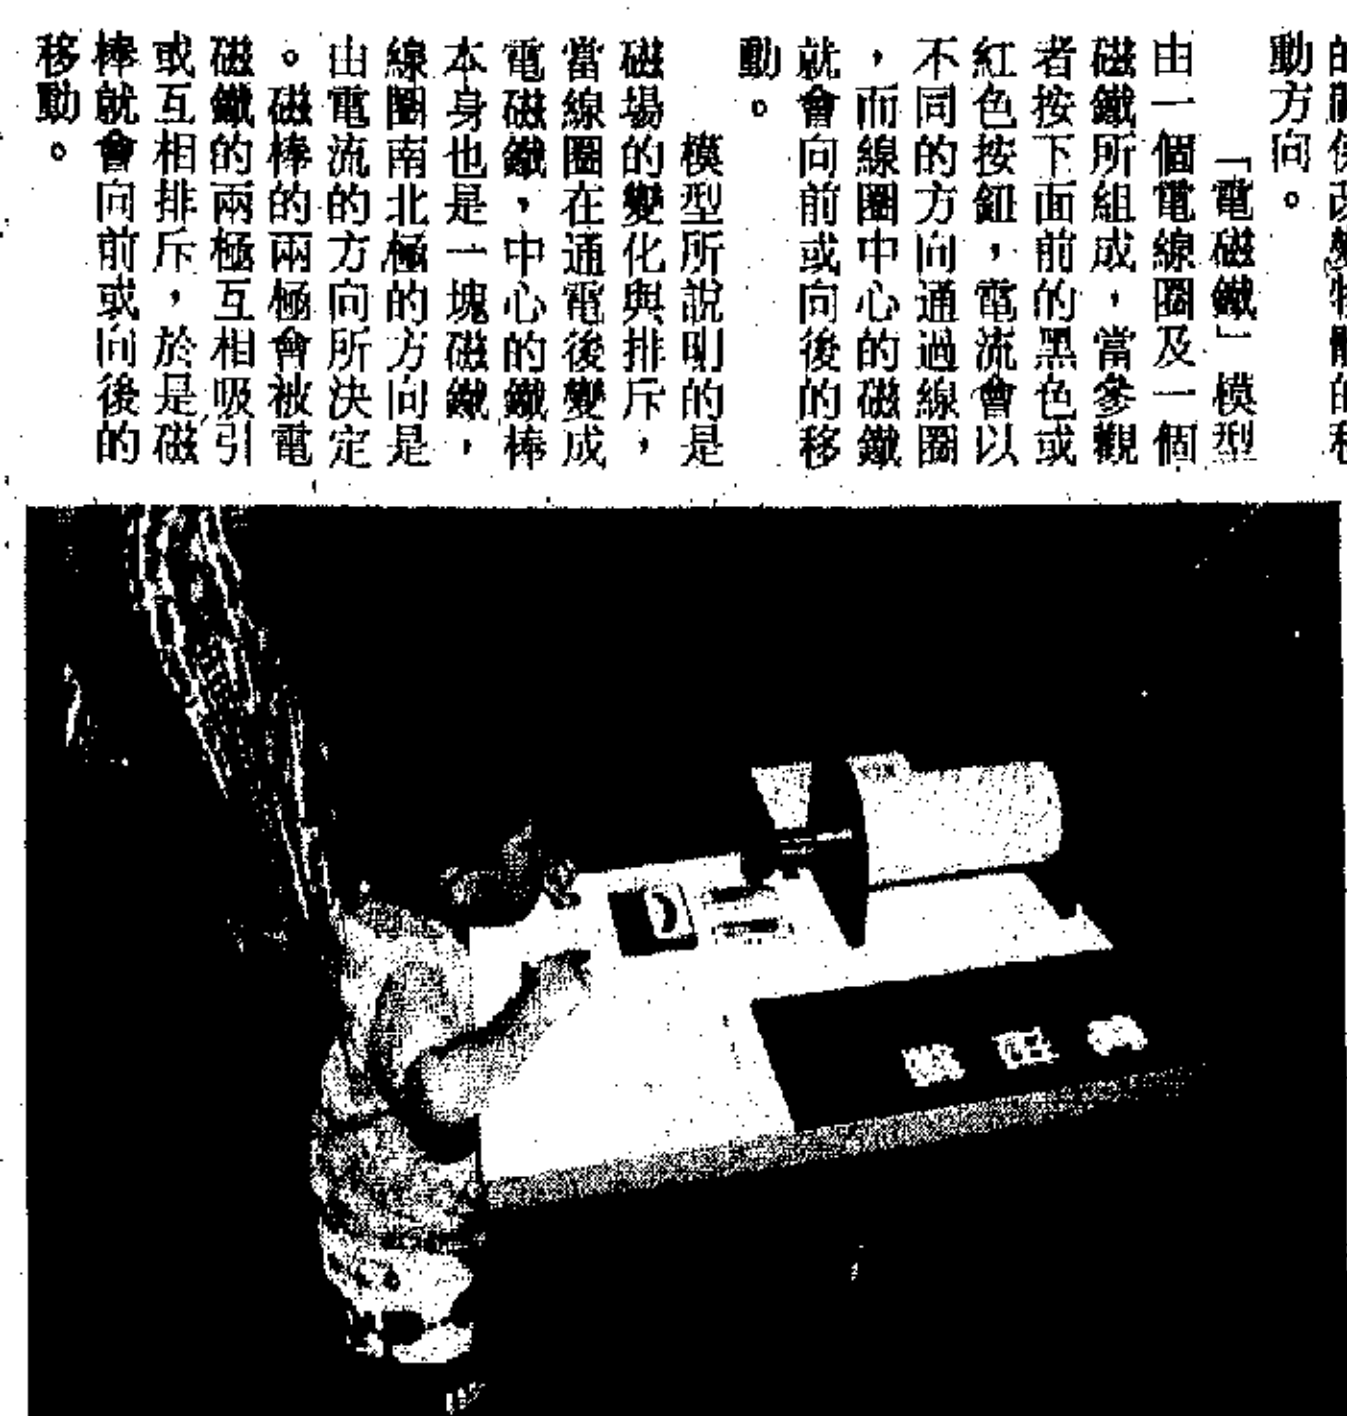 動方向。
「電磁鐵」模型
由一個電線圈及一個
磁鐵所組成，當參觀
者按下面前的黑色或
紅色按鈕，電流會以
不同的方向通過線圈
，而線圈中心的磁鐵
就會向前或向後的移
動。
模型所說明的是
磁場的變化與排斥，
當線圈在通電後變成
電磁鐵，中心的鐵棒
本身也是一塊磁鐵，
線圈南北極的方向是
由電流的方向所決定
。磁棒的兩極會被電
磁鐵的兩極互相吸引
或互相排斥，於是磁
棒就會向前或向後的
移動。